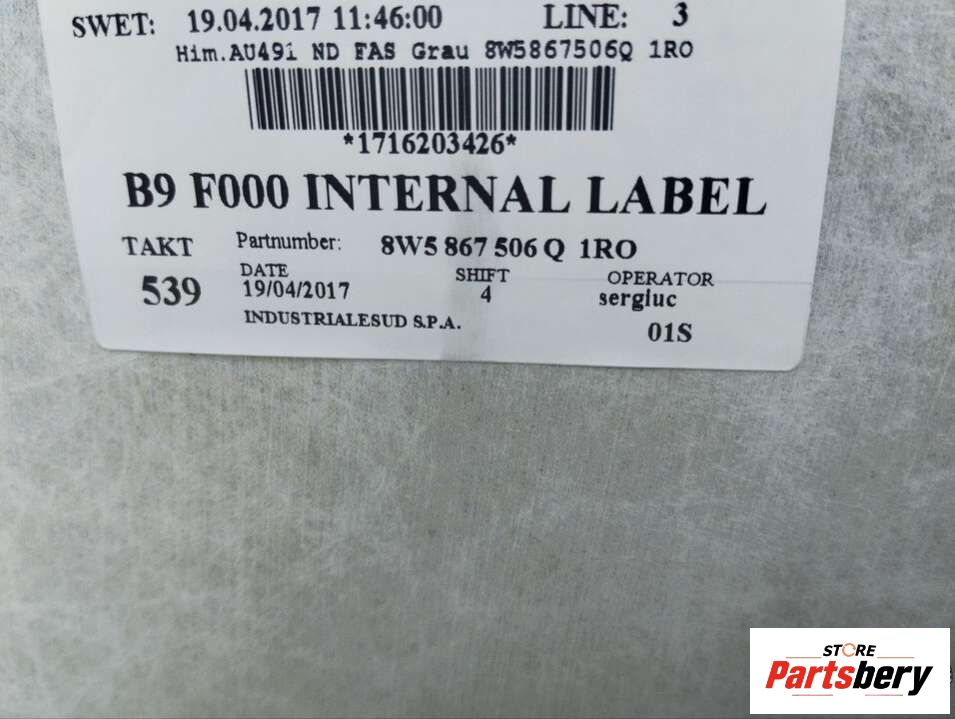 SWET: 19.04.2017 11:46:00 LINE: 3
Him.AU491 ND FAS Grau 8W5867506Q 1RO
*1716203426*
B9 F000 INTERNAL LABEL
TAKT Partnumber: 8W5 867 506 Q 1RO
539 DATE SHIFT OPERATOR
19/04/2017 4 sergiuc
INDUSTRIALESUD S.P.A. 01S
STORE
Partsbery